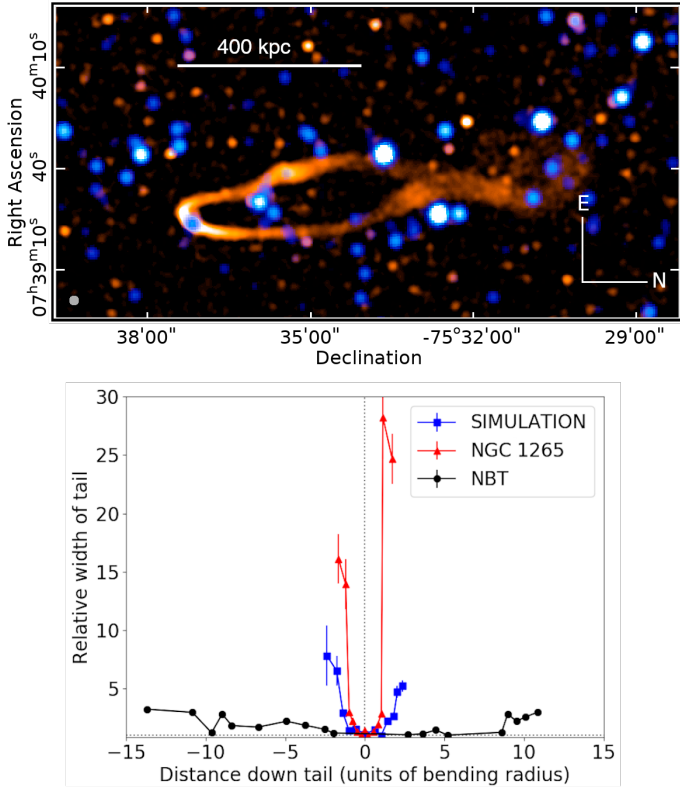 400 kpc
Right Ascension
40ᵐ10ˢ
40ˢ
07ʰ39ᵐ10ˢ
E
N
38'00"
35'00"
-75°32'00"
29'00"
Declination
30
25
20
15
10
5
Relative width of tail
SIMULATION
NGC 1265
NBT
−15
−10
−5
0
5
10
15
Distance down tail (units of bending radius)